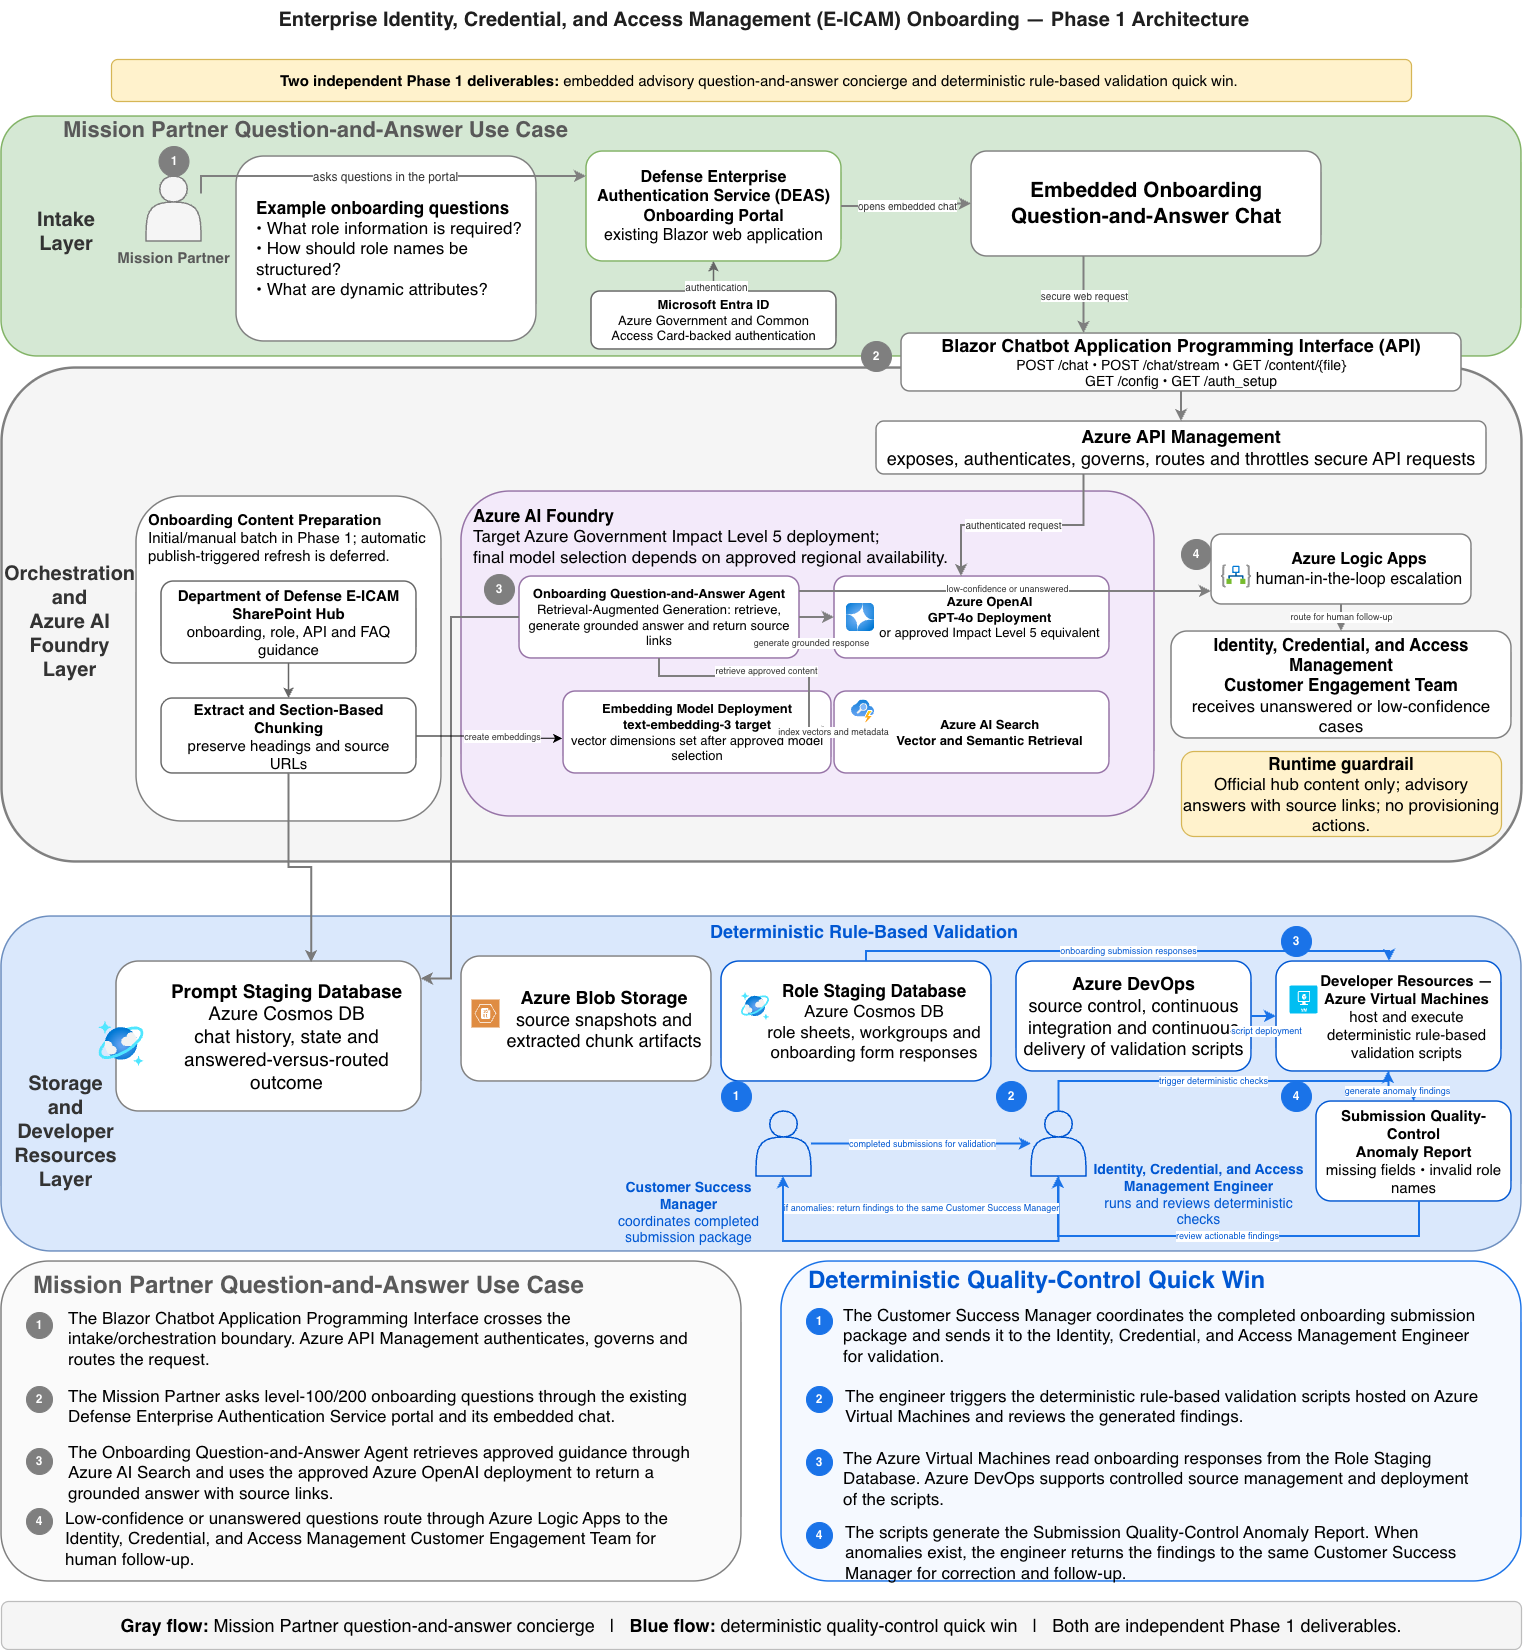 Enterprise Identity, Credential, and Access Management (E-ICAM) Onboarding — Phase 1 Architecture
Two independent Phase 1 deliverables: embedded advisory question-and-answer concierge and deterministic rule-based validation quick win.
Mission Partner Question-and-Answer Use Case
Intake
Layer
1
Mission Partner
asks questions in the portal
Example onboarding questions
• What role information is required?
• How should role names be
structured?
• What are dynamic attributes?
Defense Enterprise
Authentication Service (DEAS)
Onboarding Portal
existing Blazor web application
opens embedded chat
Embedded Onboarding
Question-and-Answer Chat
authentication
Microsoft Entra ID
Azure Government and Common
Access Card-backed authentication
secure web request
2
Blazor Chatbot Application Programming Interface (API)
POST /chat • POST /chat/stream • GET /content/{file}
GET /config • GET /auth_setup
Azure API Management
exposes, authenticates, governs, routes and throttles secure API requests
Orchestration
and
Azure AI
Foundry
Layer
Onboarding Content Preparation
Initial/manual batch in Phase 1; automatic
publish-triggered refresh is deferred.
Department of Defense E-ICAM
SharePoint Hub
onboarding, role, API and FAQ
guidance
Extract and Section-Based
Chunking
preserve headings and source
URLs
create embeddings
Azure AI Foundry
Target Azure Government Impact Level 5 deployment;
final model selection depends on approved regional availability.
authenticated request
3
Onboarding Question-and-Answer Agent
Retrieval-Augmented Generation: retrieve,
generate grounded answer and return source
links
low-confidence or unanswered
Azure OpenAI
GPT-4o Deployment
or approved Impact Level 5 equivalent
generate grounded response
retrieve approved content
Embedding Model Deployment
text-embedding-3 target
vector dimensions set after approved model
selection
index vectors and metadata
Azure AI Search
Vector and Semantic Retrieval
4
Azure Logic Apps
human-in-the-loop escalation
route for human follow-up
Identity, Credential, and Access
Management
Customer Engagement Team
receives unanswered or low-confidence
cases
Runtime guardrail
Official hub content only; advisory
answers with source links; no provisioning
actions.
Deterministic Rule-Based Validation
Storage
and
Developer
Resources
Layer
Prompt Staging Database
Azure Cosmos DB
chat history, state and
answered-versus-routed
outcome
Azure Blob Storage
source snapshots and
extracted chunk artifacts
onboarding submission responses
Role Staging Database
Azure Cosmos DB
role sheets, workgroups and
onboarding form responses
Azure DevOps
source control, continuous
integration and continuous
delivery of validation scripts
script deployment
3
Developer Resources —
Azure Virtual Machines
host and execute
deterministic rule-based
validation scripts
1
2
trigger deterministic checks
4
generate anomaly findings
Submission Quality-
Control
Anomaly Report
missing fields • invalid role
names
completed submissions for validation
Customer Success
Manager
coordinates completed
submission package
Identity, Credential, and Access
Management Engineer
runs and reviews deterministic
checks
if anomalies: return findings to the same Customer Success Manager
review actionable findings
Mission Partner Question-and-Answer Use Case
1
The Blazor Chatbot Application Programming Interface crosses the
intake/orchestration boundary. Azure API Management authenticates, governs and
routes the request.
2
The Mission Partner asks level-100/200 onboarding questions through the existing
Defense Enterprise Authentication Service portal and its embedded chat.
3
The Onboarding Question-and-Answer Agent retrieves approved guidance through
Azure AI Search and uses the approved Azure OpenAI deployment to return a
grounded answer with source links.
4
Low-confidence or unanswered questions route through Azure Logic Apps to the
Identity, Credential, and Access Management Customer Engagement Team for
human follow-up.
Deterministic Quality-Control Quick Win
1
The Customer Success Manager coordinates the completed onboarding submission
package and sends it to the Identity, Credential, and Access Management Engineer
for validation.
2
The engineer triggers the deterministic rule-based validation scripts hosted on Azure
Virtual Machines and reviews the generated findings.
3
The Azure Virtual Machines read onboarding responses from the Role Staging
Database. Azure DevOps supports controlled source management and deployment
of the scripts.
4
The scripts generate the Submission Quality-Control Anomaly Report. When
anomalies exist, the engineer returns the findings to the same Customer Success
Manager for correction and follow-up.
Gray flow: Mission Partner question-and-answer concierge | Blue flow: deterministic quality-control quick win | Both are independent Phase 1 deliverables.